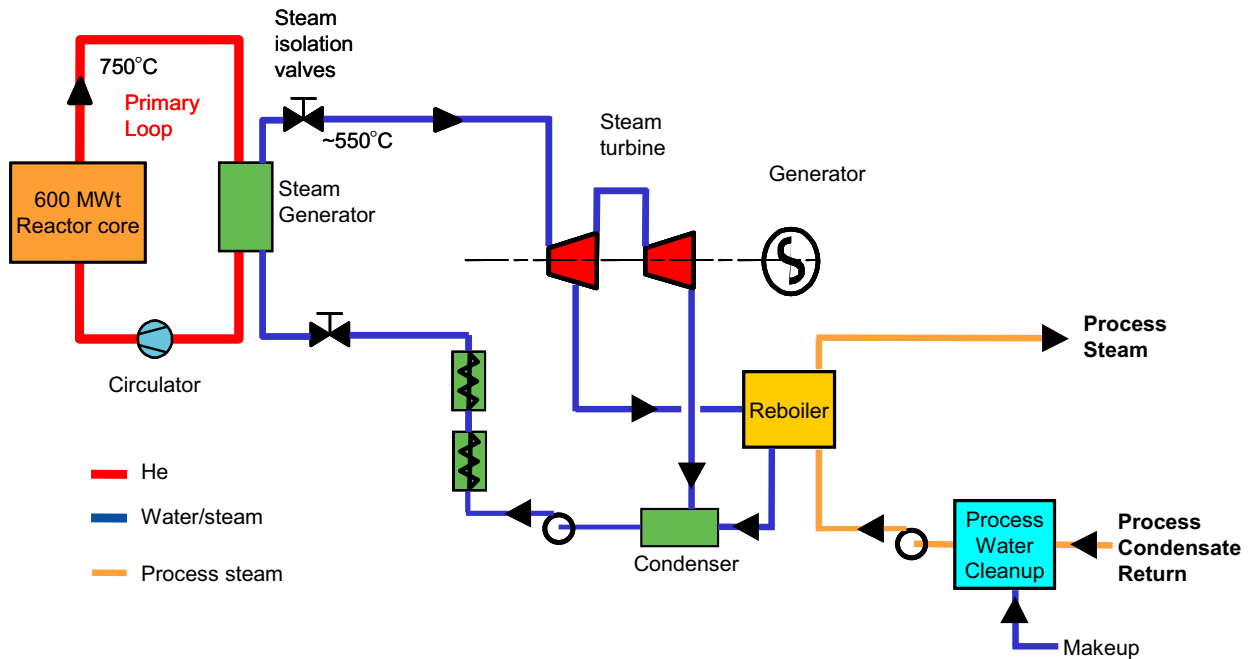 Steam
isolation
valves
750°C
Primary
Loop
~550°C
Steam
turbine
Generator
600 MWt
Reactor core
Steam
Generator
Circulator
Process
Steam
Reboiler
He
Water/steam
Process steam
Condenser
Process
Water
Cleanup
Process
Condensate
Return
Makeup